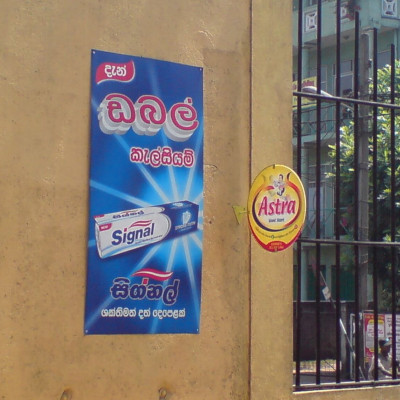 දැන්
ඩබල්
කැල්සියම්
Signal
සිග්නල්
ශක්තිමත් දත් දෙපෙළක්
Astra